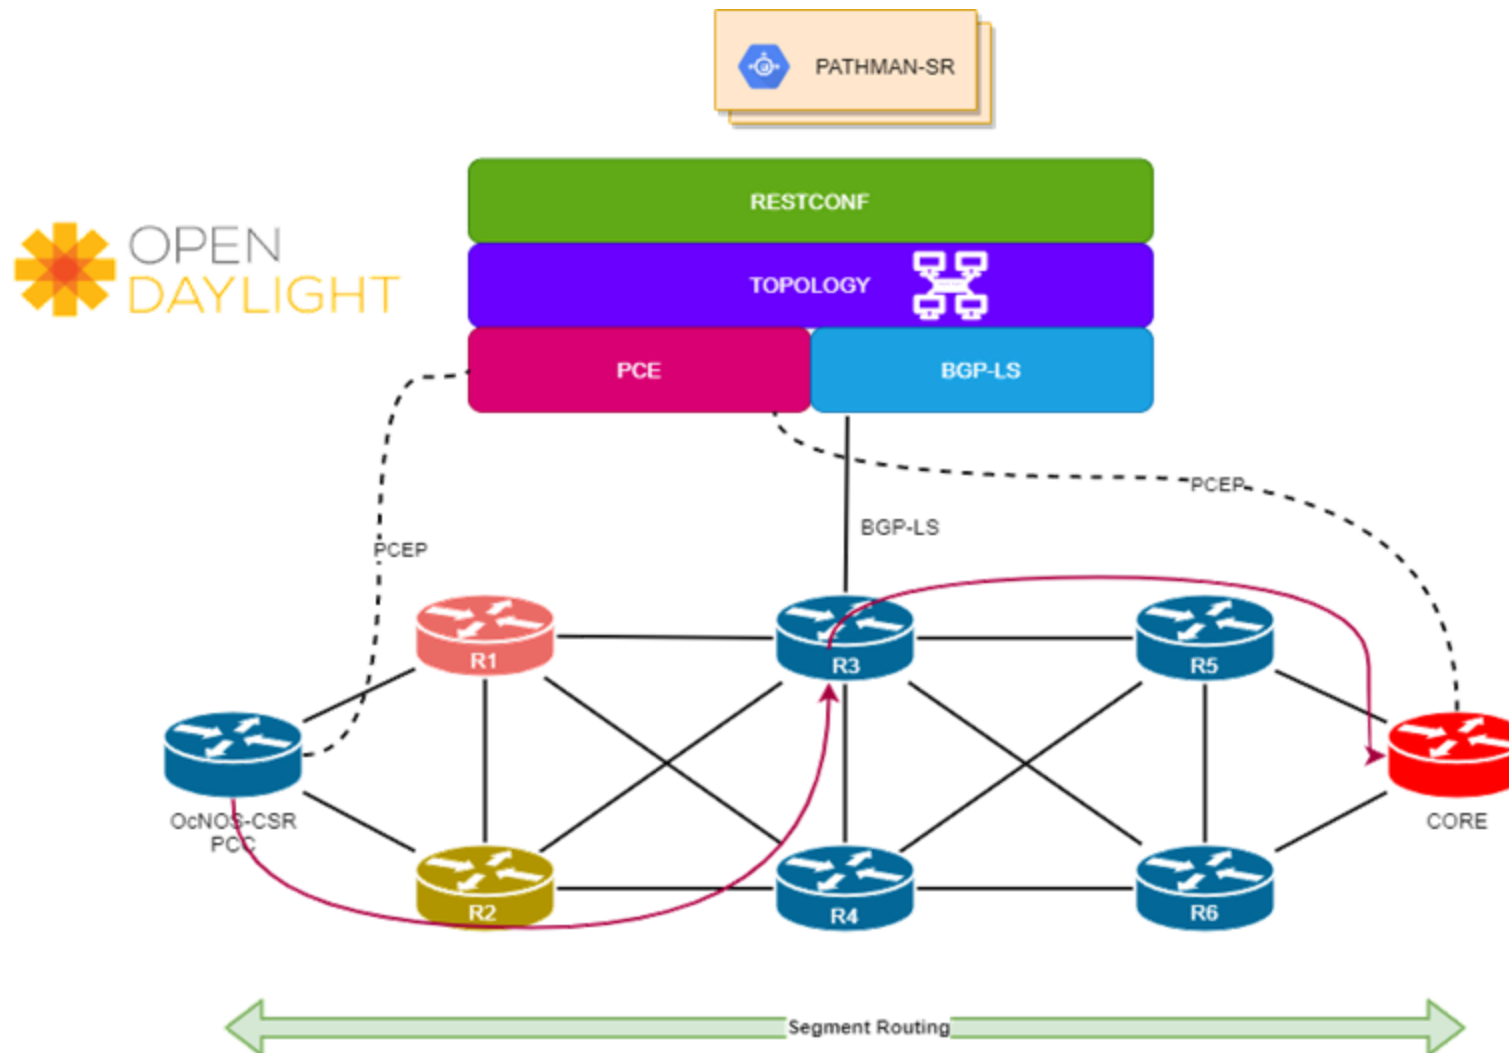 PATHMAN-SR
RESTCONF
OPEN
DAYLIGHT
TOPOLOGY
PCE
BGP-LS
PCEP
BGP-LS
PCEP
R1
R3
R5
OcNOS-CSR
PCC
CORE
R2
R4
R6
Segment Routing